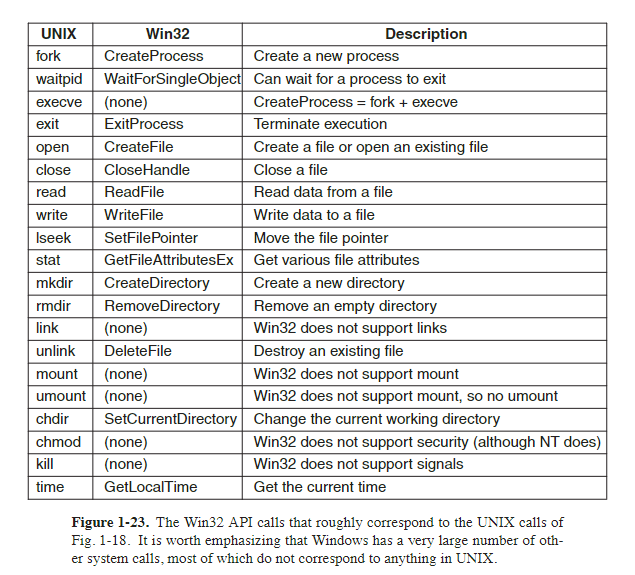 UNIX Win32 Description
fork CreateProcess Create a new process
waitpid WaitForSingleObject Can wait for a process to exit
execve (none) CreateProcess = fork + execve
exit ExitProcess Terminate execution
open CreateFile Create a file or open an existing file
close CloseHandle Close a file
read ReadFile Read data from a file
write WriteFile Write data to a file
lseek SetFilePointer Move the file pointer
stat GetFileAttributesEx Get various file attributes
mkdir CreateDirectory Create a new directory
rmdir RemoveDirectory Remove an empty directory
link (none) Win32 does not support links
unlink DeleteFile Destroy an existing file
mount (none) Win32 does not support mount
umount (none) Win32 does not support mount, so no umount
chdir SetCurrentDirectory Change the current working directory
chmod (none) Win32 does not support security (although NT does)
kill (none) Win32 does not support signals
time GetLocalTime Get the current time
Figure 1-23. The Win32 API calls that roughly correspond to the UNIX calls of
Fig. 1-18. It is worth emphasizing that Windows has a very large number of oth-
er system calls, most of which do not correspond to anything in UNIX.